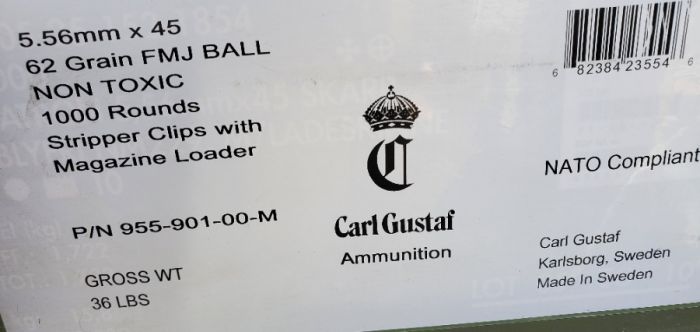 5.56mm x 45
62 Grain FMJ BALL
NON TOXIC
1000 Rounds
Stripper Clips with
Magazine Loader
P/N 955-901-00-M
GROSS WT
36 LBS
C
Carl Gustaf
Ammunition
6 82384 23554 6
NATO Compliant
Carl Gustaf
Karlsborg, Sweden
Made In Sweden